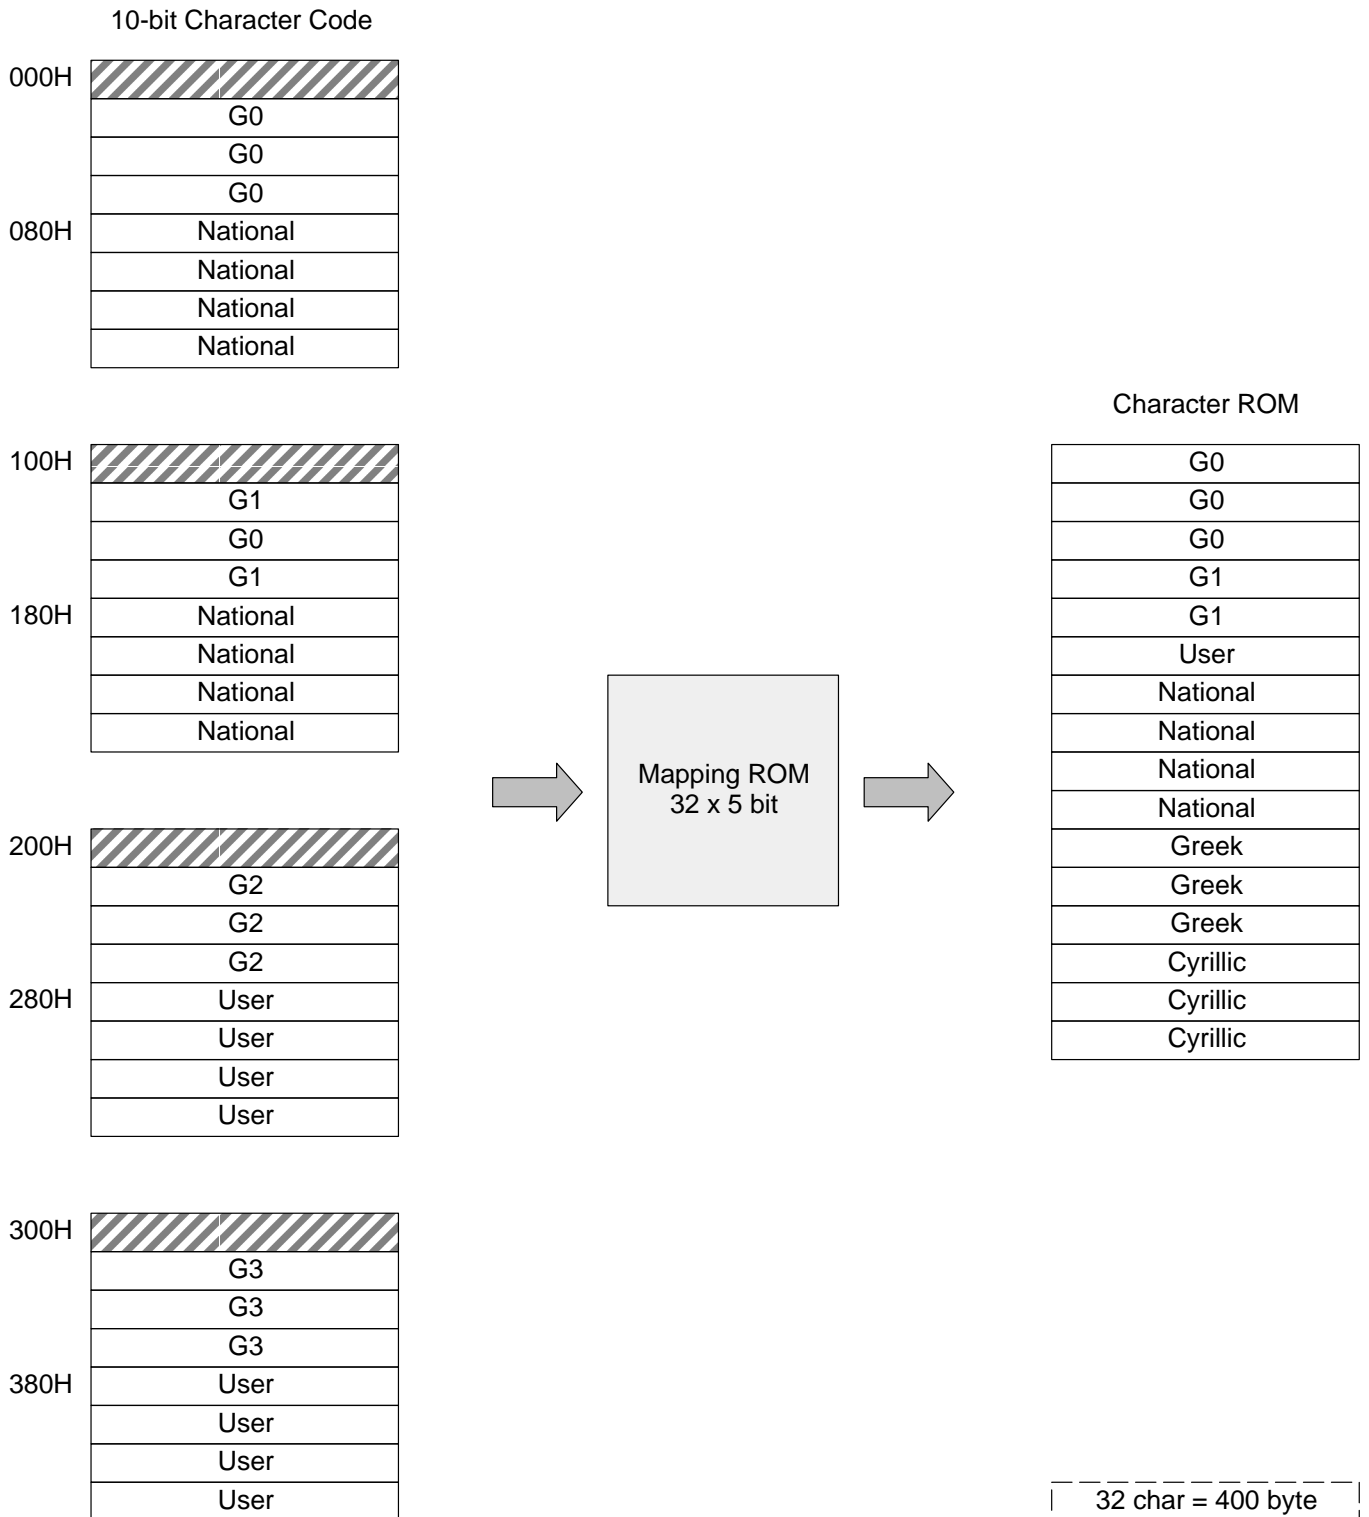 10-bit Character Code
000H
G0
G0
G0
080H National
National
National
National
100H
G1
G0
G1
180H National
National
National
National
200H
G2
G2
G2
280H User
User
User
User
300H
G3
G3
G3
380H User
User
User
User
Mapping ROM
32 x 5 bit
Character ROM
G0
G0
G0
G1
G1
User
National
National
National
National
Greek
Greek
Greek
Cyrillic
Cyrillic
Cyrillic
32 char = 400 byte